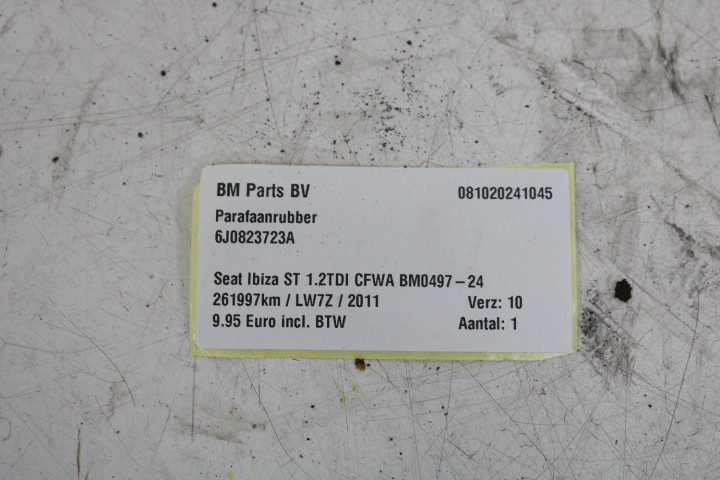 BM Parts BV 081020241045
Parafaanrubber
6J0823723A
Seat Ibiza ST 1.2TDI CFWA BM0497-24
261997km / LW7Z / 2011 Verz: 10
9.95 Euro incl. BTW Aantal: 1